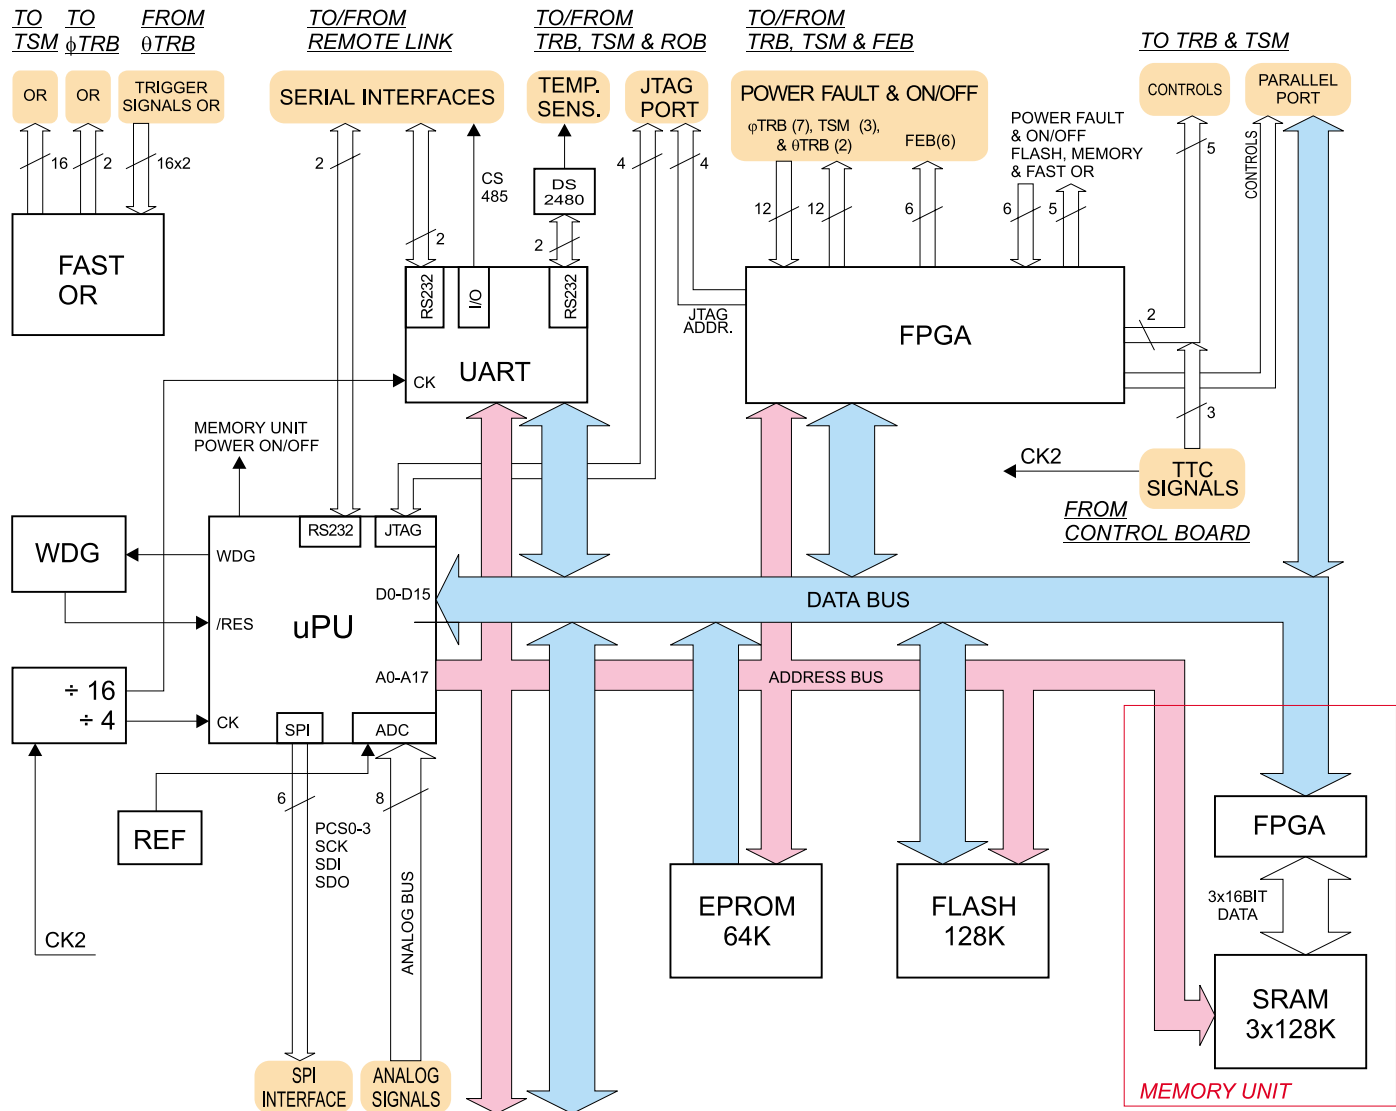 TO
TSM
TO
ϕTRB
FROM
θTRB
TO/FROM
REMOTE LINK
TO/FROM
TRB, TSM & ROB
TO/FROM
TRB, TSM & FEB
TO TRB & TSM
OR
OR
TRIGGER
SIGNALS OR
SERIAL INTERFACES
TEMP.
SENS.
JTAG
PORT
POWER FAULT & ON/OFF
φTRB (7), TSM (3),
& θTRB (2)
FEB(6)
CONTROLS
PARALLEL
PORT
POWER FAULT
& ON/OFF
FLASH, MEMORY
& FAST OR
16
2
16x2
2
2
CS
485
DS
2480
2
4
4
12
12
6
6
5
5
CONTROLS
FAST
OR
RS232
I/O
RS232
UART
CK
JTAG
ADDR.
FPGA
2
3
MEMORY UNIT
POWER ON/OFF
CK2
TTC
SIGNALS
FROM
CONTROL BOARD
WDG
WDG
RS232
JTAG
D0-D15
DATA BUS
/RES
uPU
A0-A17
ADDRESS BUS
÷ 16
÷ 4
CK
SPI
ADC
REF
6
8
PCS0-3
SCK
SDI
SDO
ANALOG BUS
CK2
EPROM
64K
FLASH
128K
FPGA
3x16BIT
DATA
SRAM
3x128K
SPI
INTERFACE
ANALOG
SIGNALS
MEMORY UNIT